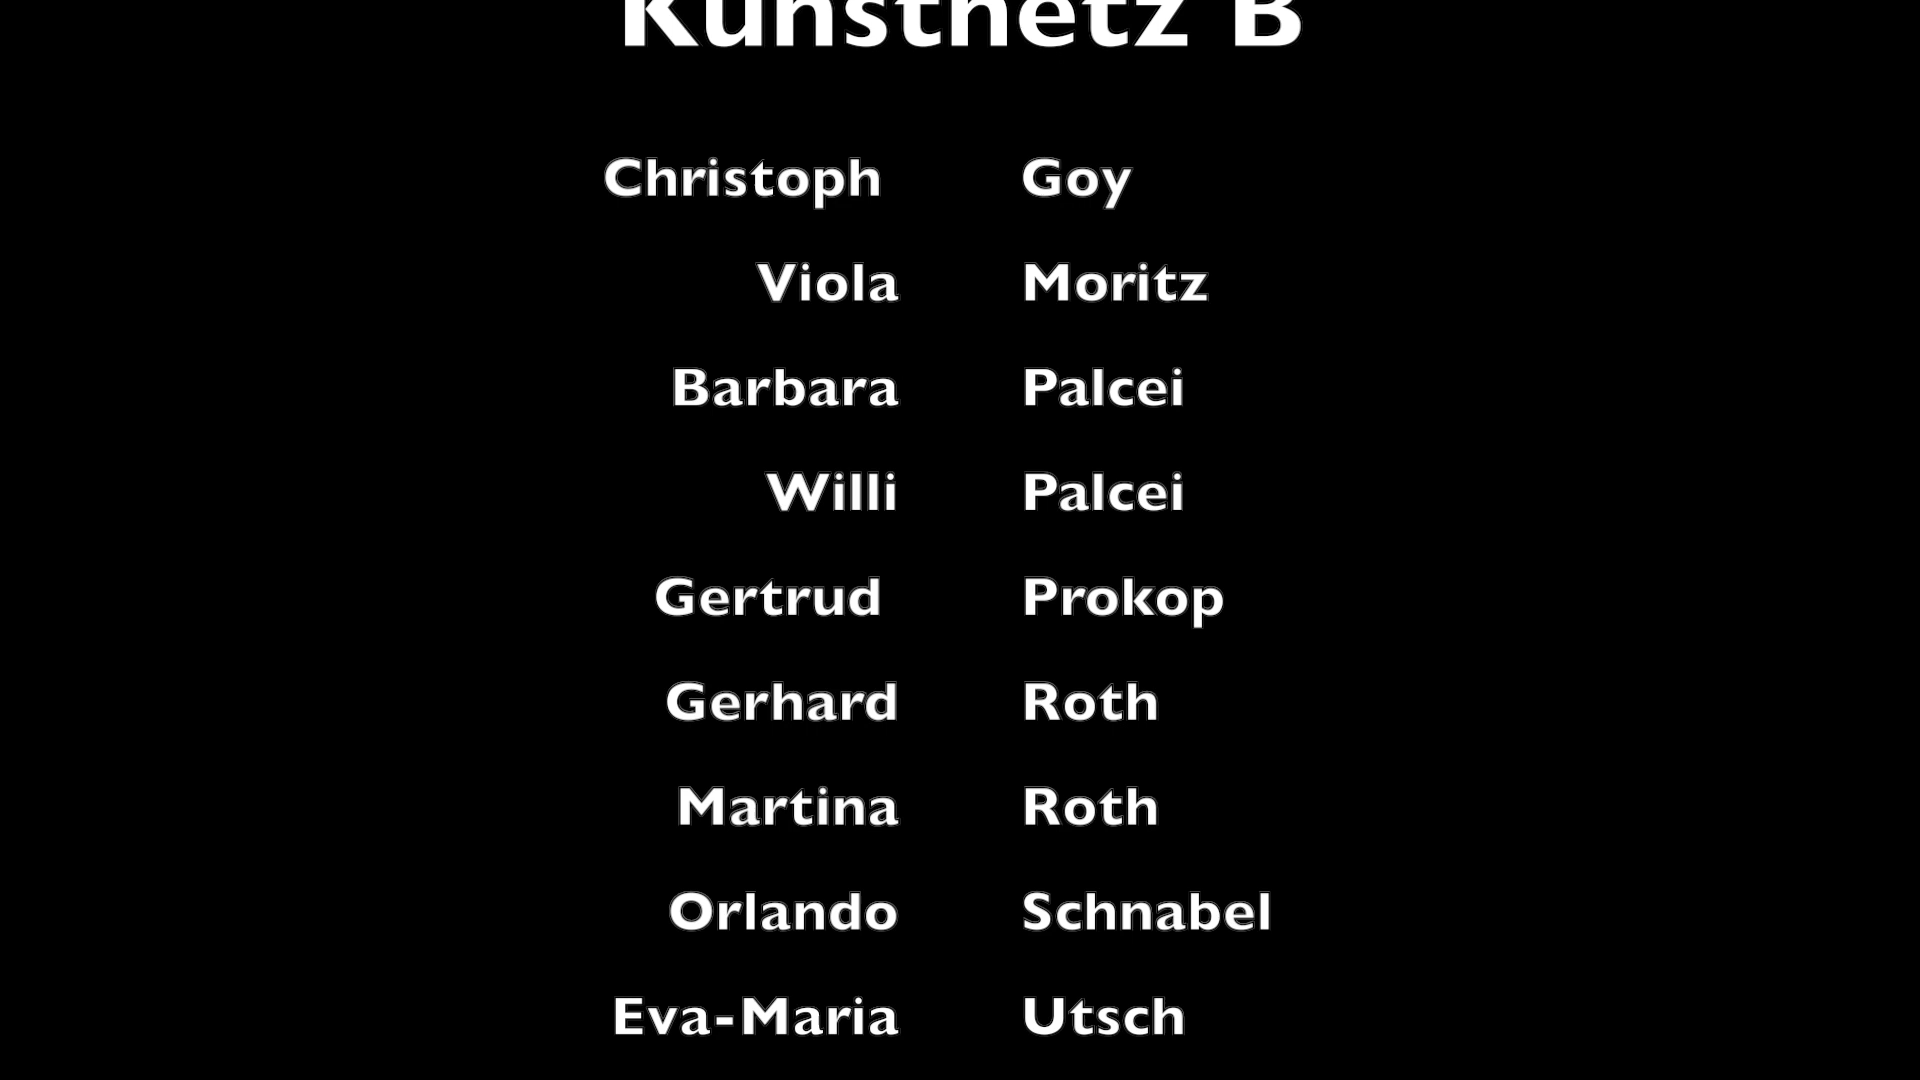 Kunstnetz B
Christoph Goy
Viola Moritz
Barbara Palcei
Willi Palcei
Gertrud Prokop
Gerhard Roth
Martina Roth
Orlando Schnabel
Eva-Maria Utsch